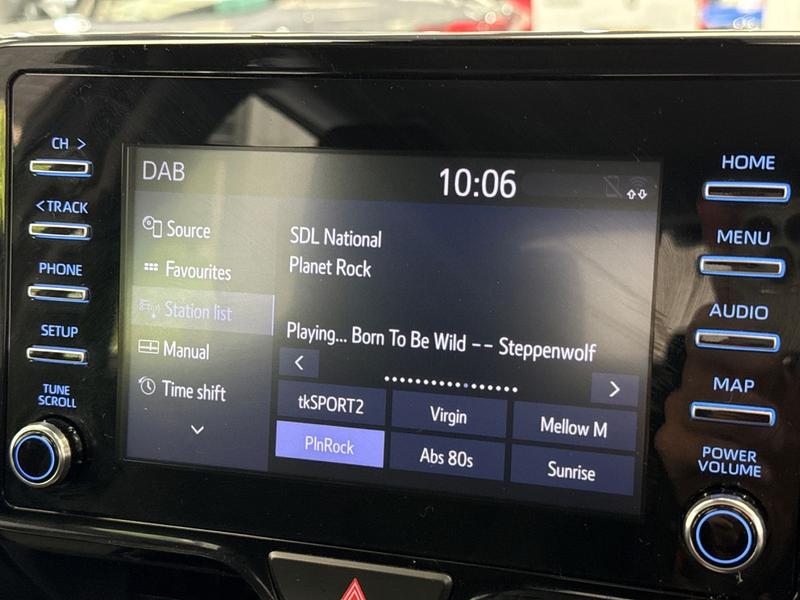 CH >
< TRACK
PHONE
SETUP
TUNE
SCROLL
DAB
10:06
Source
Favourites
Station list
Manual
Time shift
SDL National
Planet Rock
Playing... Born To Be Wild -- Steppenwolf
tkSPORT2
Virgin
Mellow M
PlnRock
Abs 80s
Sunrise
HOME
MENU
AUDIO
MAP
POWER
VOLUME